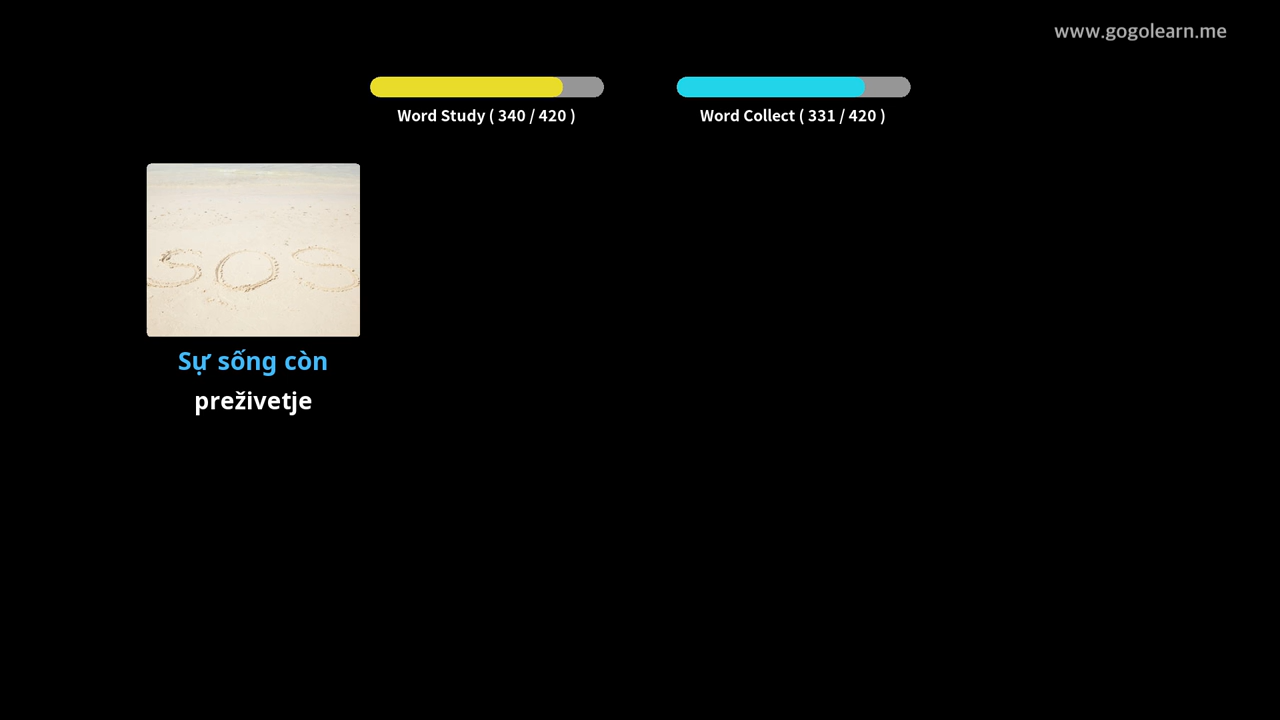 www.gogolearn.me
Word Study ( 340 / 420 )
Word Collect ( 331 / 420 )
SOS
Sự sống còn
preživetje